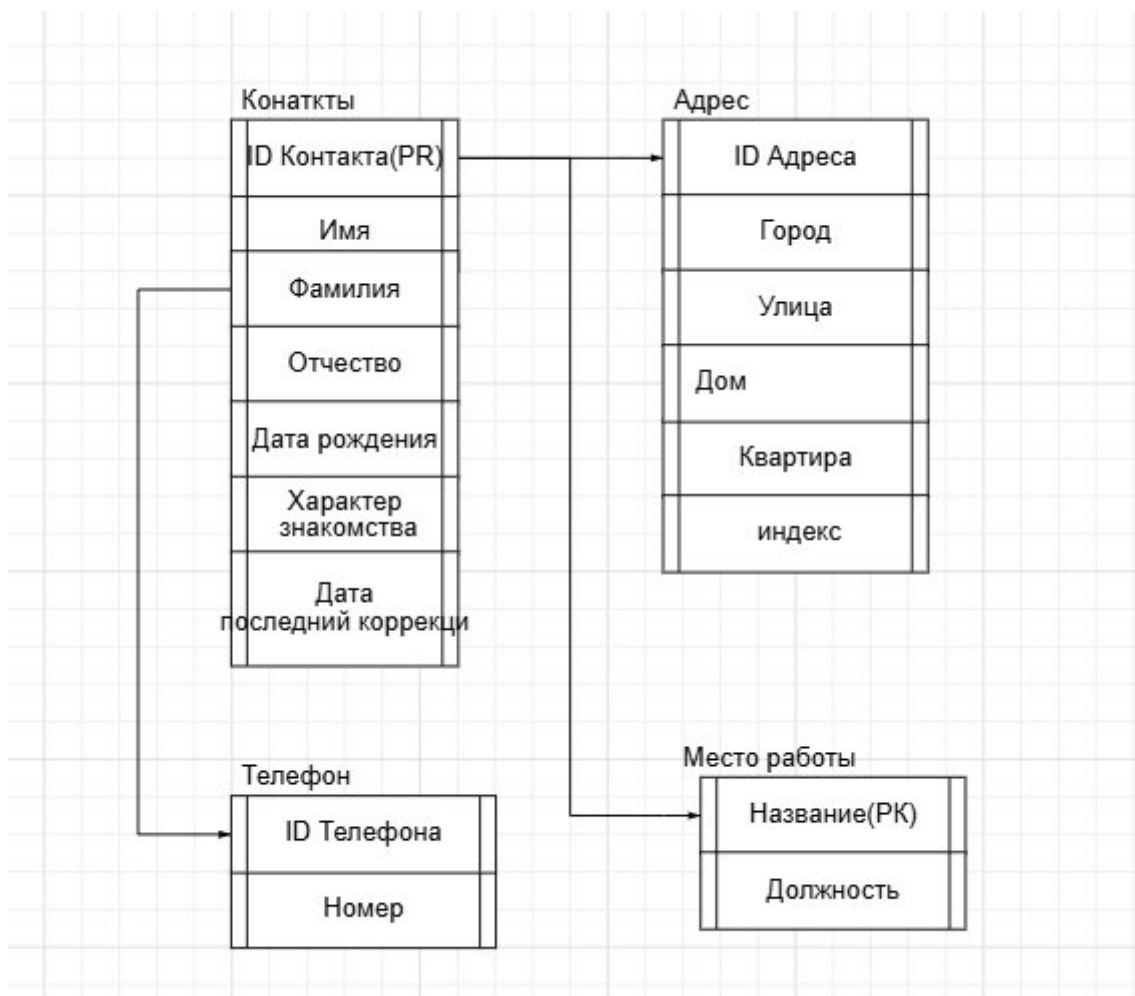 Конаткты
ID Контакта(PR)
Имя
Фамилия
Отчество
Дата рождения
Характер
знакомства
Дата
последний коррекци
Адрес
ID Адреса
Город
Улица
Дом
Квартира
индекс
Телефон
ID Телефона
Номер
Место работы
Название(РК)
Должность